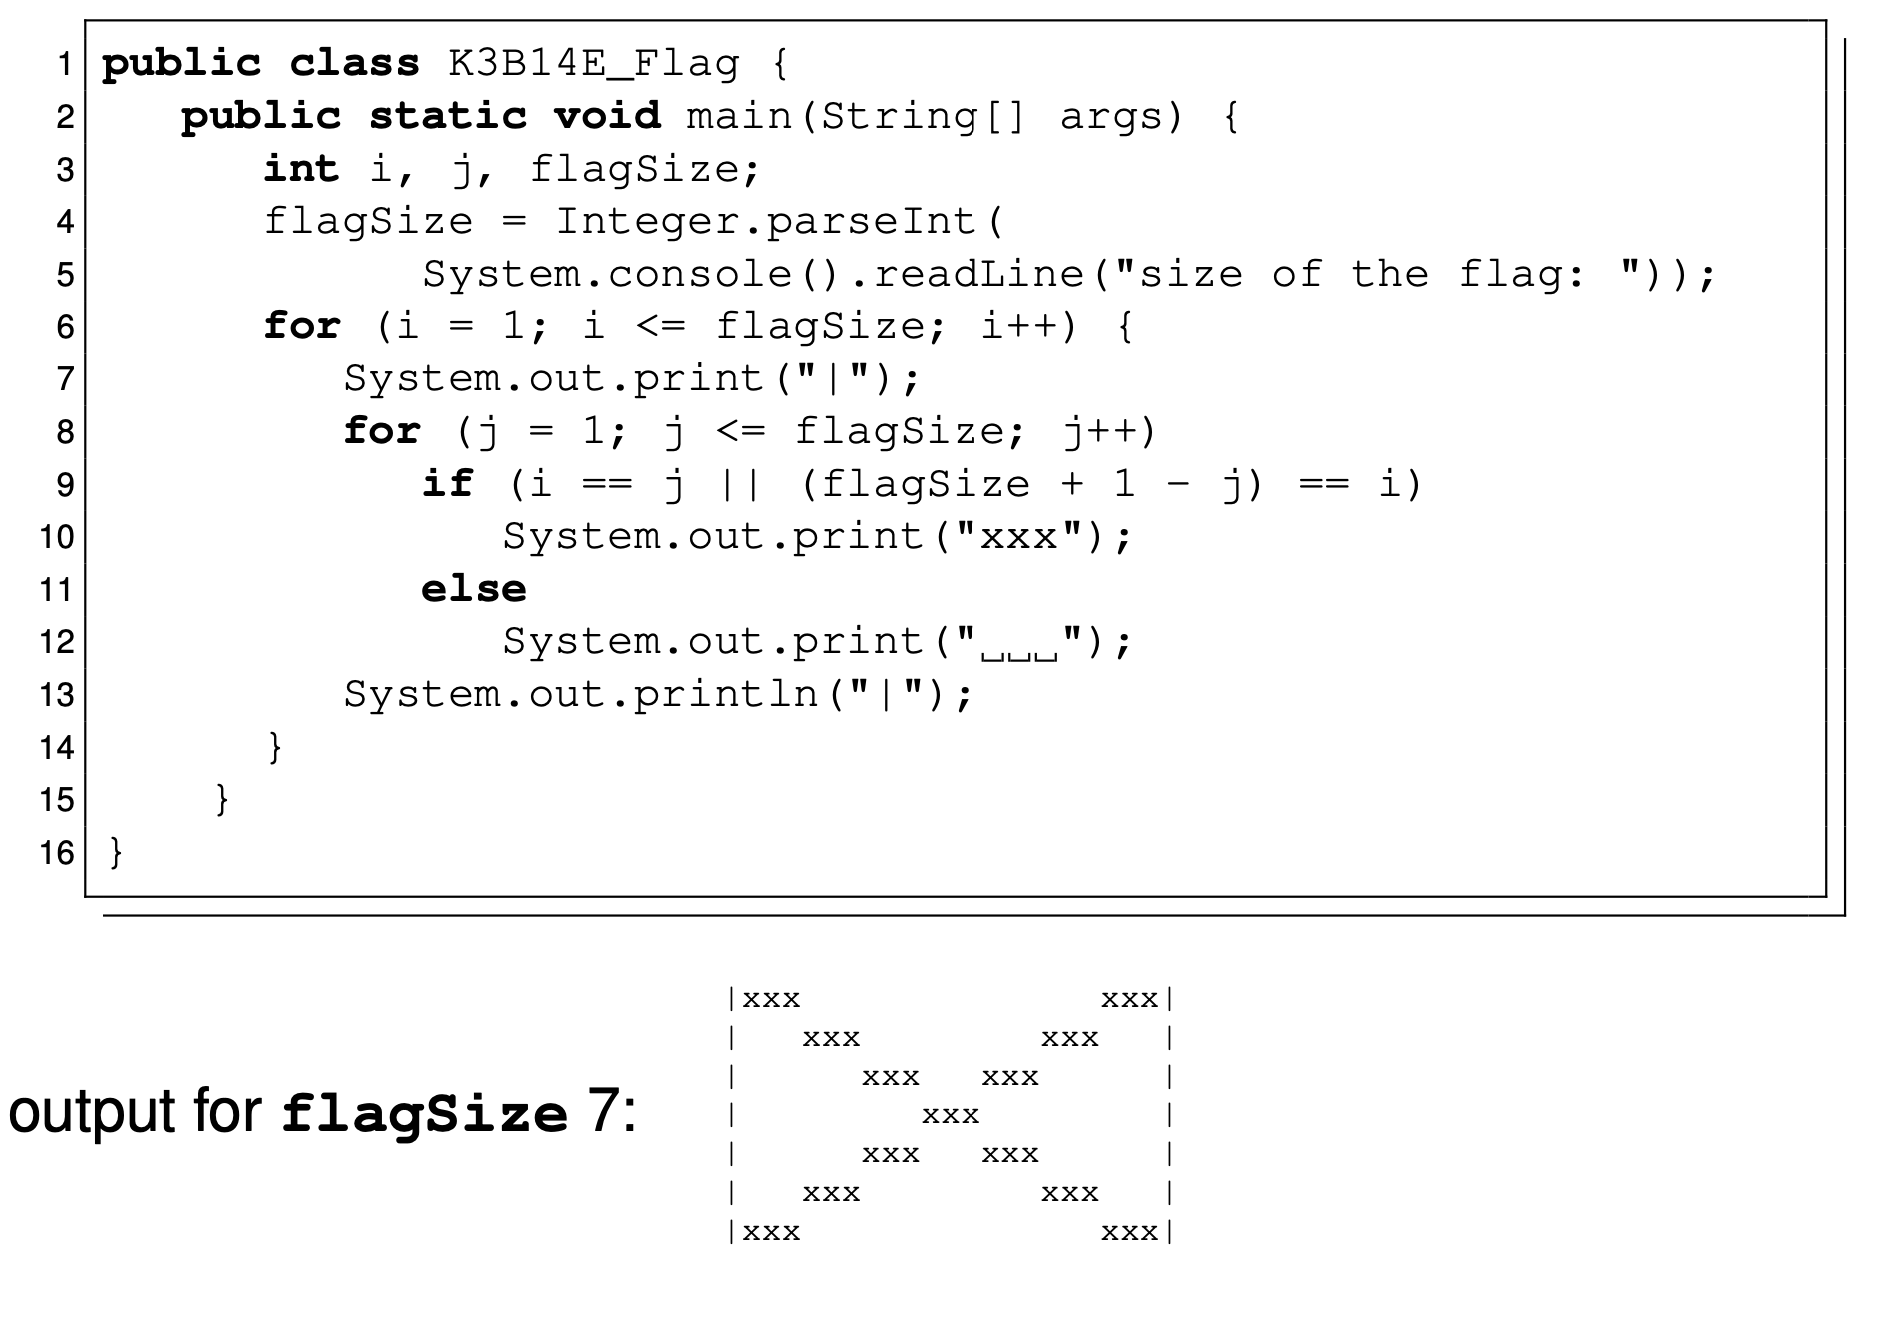 1 public class K3B14E_Flag {
2    public static void main(String[] args) {
3       int i, j, flagSize;
4       flagSize = Integer.parseInt(
5             System.console().readLine("size of the flag: "));
6       for (i = 1; i <= flagSize; i++) {
7          System.out.print("|");
8          for (j = 1; j <= flagSize; j++)
9             if (i == j || (flagSize + 1 - j) == i)
10                System.out.print("xxx");
11             else
12                System.out.print("␣␣␣");
13          System.out.println("|");
14       }
15     }
16 }
|xxx               xxx|
|   xxx         xxx   |
|      xxx   xxx      |
output for flagSize 7: |         xxx         |
|      xxx   xxx      |
|   xxx         xxx   |
|xxx               xxx|